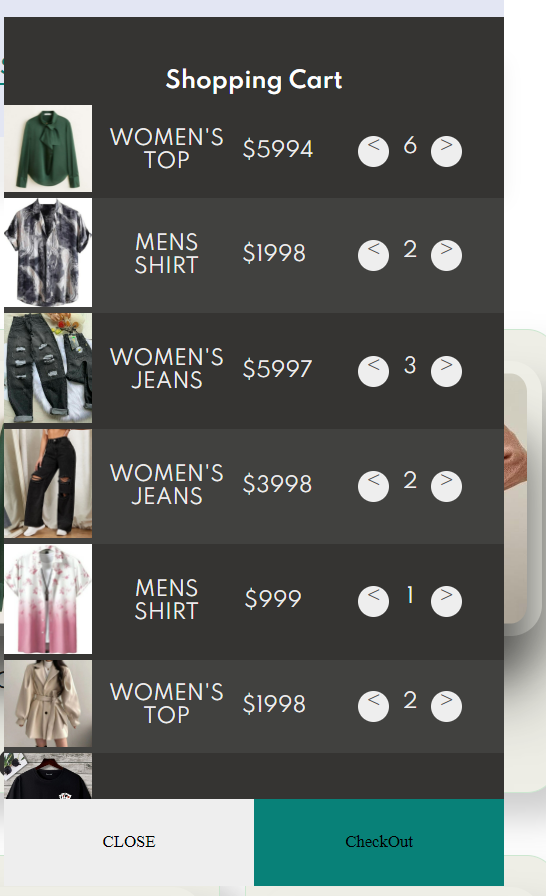 Shopping Cart
WOMEN'S
TOP
$5994
<
6
>
MENS
SHIRT
$1998
<
2
>
WOMEN'S
JEANS
$5997
<
3
>
WOMEN'S
JEANS
$3998
<
2
>
MENS
SHIRT
$999
<
1
>
WOMEN'S
TOP
$1998
<
2
>
CLOSE
CheckOut